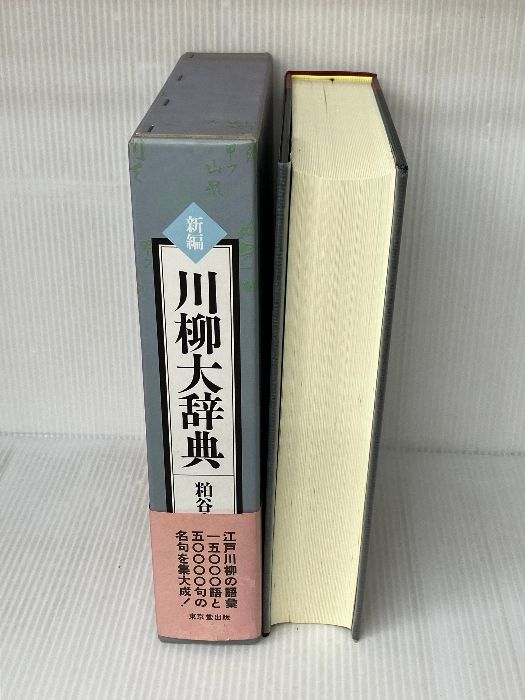 新編
川柳大辞典
粕谷
江戸川柳の語彙
一五〇〇〇語と
五〇〇〇〇句の
名句を集大成!
東京堂出版